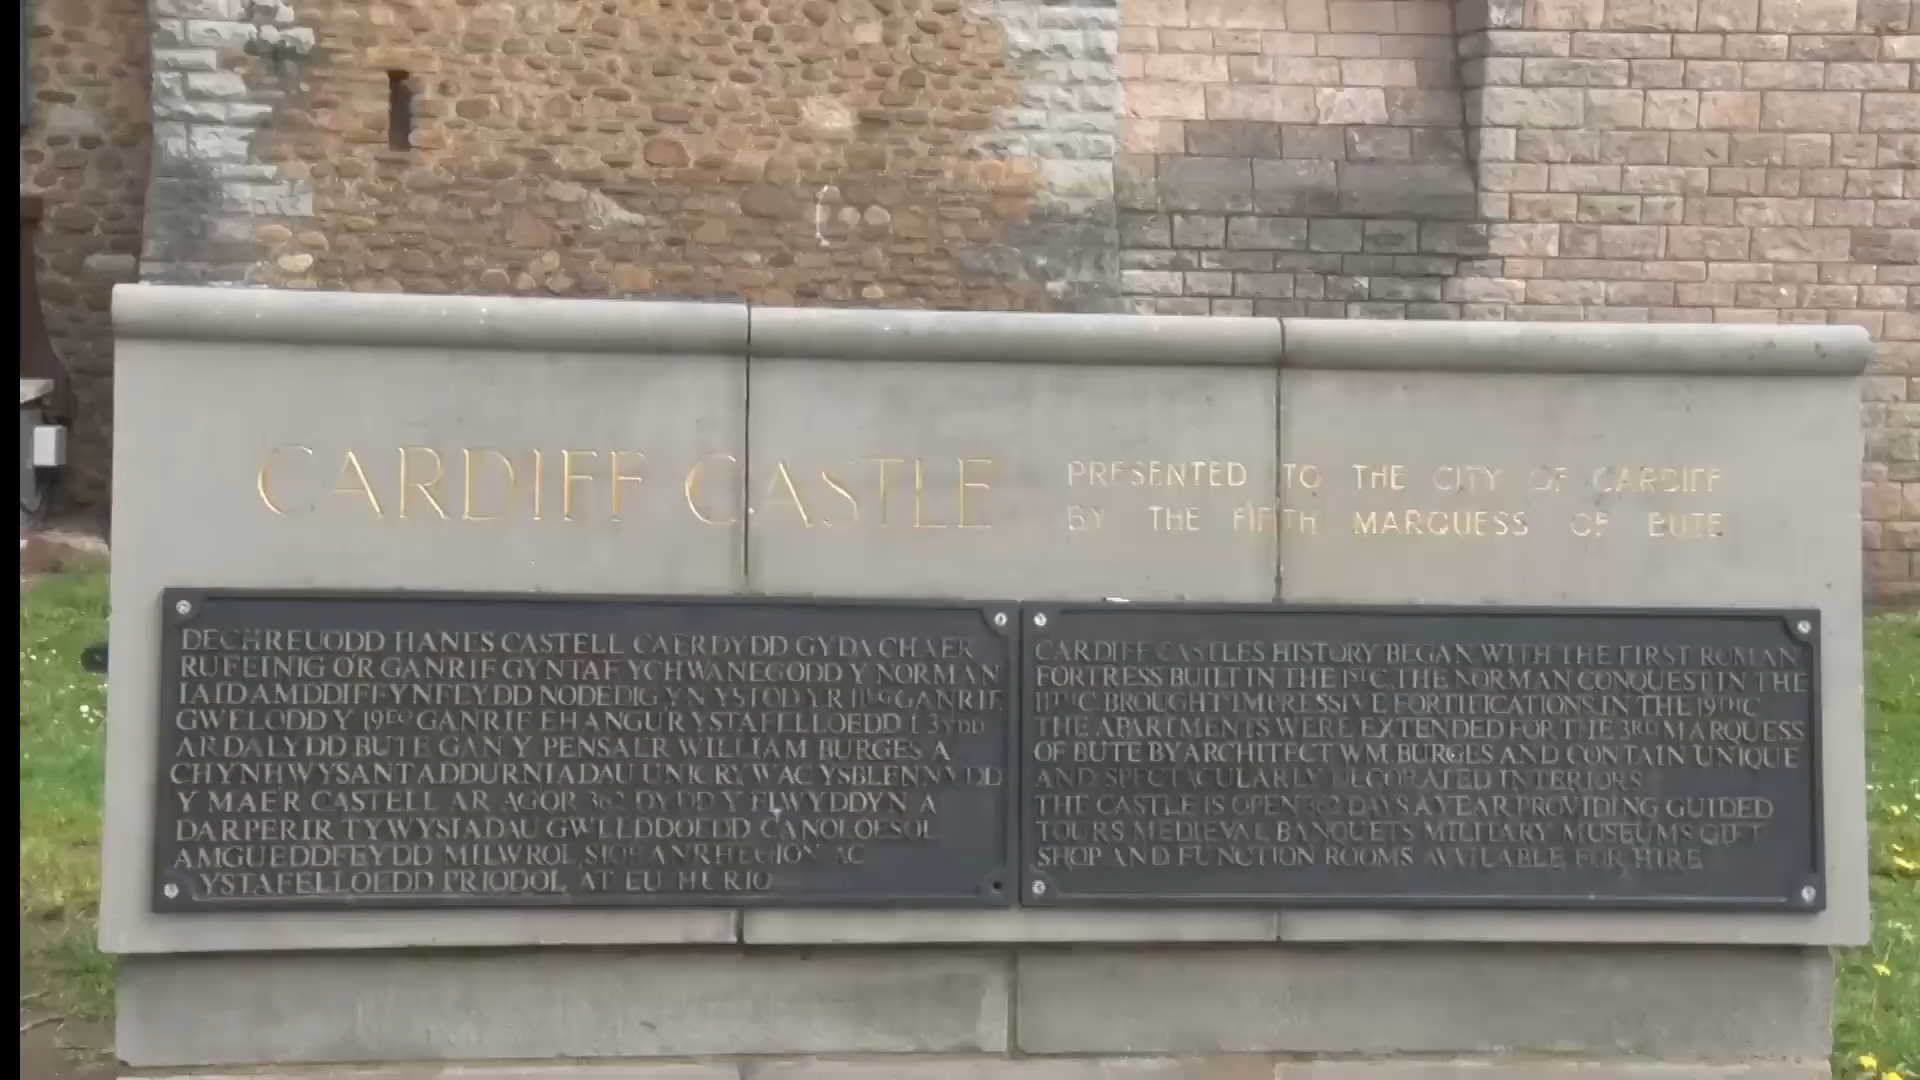 CARDIFF CASTLE
PRESENTED TO THE CITY OF CARDIFF
BY THE FIFTH MARQUESS OF BUTE
DECHREUODD HANES CASTELL CAERDYDD GYDA CHAER
RUFEINIG O'R GANRIF GYNTAF YCHWANEGODD Y NORMAN
IAID AMDDIFFYNFEYDD NODEDIG YN YSTOD YR GANRIF
GWELODD Y 19EG GANRIF EHANGU R YSTAFELLOEDD I 3YDD
ARDALYDD BUTE GAN Y PENSAER WILLIAM BURGES A
CHYNHWYSANT ADDURNIADAU UNIGRYW AC YSBLENNYDD
Y MAE R CASTELL AR AGOR 362 DYDD Y FLWYDDYN A
DARPERIR TYWYSIADAU GWLEDDOEDD CANOLOESOL
AMGUEDDFEYDD MILWROL SIOP ANRHEGION AC
YSTAFELLOEDD PRIODOL AT EU HURIO
CARDIFF CASTLES HISTORY BEGAN WITH THE FIRST ROMAN
FORTRESS BUILT IN THE 1ST C. THE NORMAN CONQUEST IN THE
11TH C. BROUGHT IMPRESSIVE FORTIFICATIONS. IN THE 19TH C
THE APARTMENTS WERE EXTENDED FOR THE 3RD MARQUESS
OF BUTE BY ARCHITECT WM. BURGES AND CONTAIN UNIQUE
AND SPECTACULARLY DECORATED INTERIORS
THE CASTLE IS OPEN 362 DAYS A YEAR PROVIDING GUIDED
TOURS MEDIEVAL BANQUETS MILITARY MUSEUMS GIFT
SHOP AND FUNCTION ROOMS AVAILABLE FOR HIRE